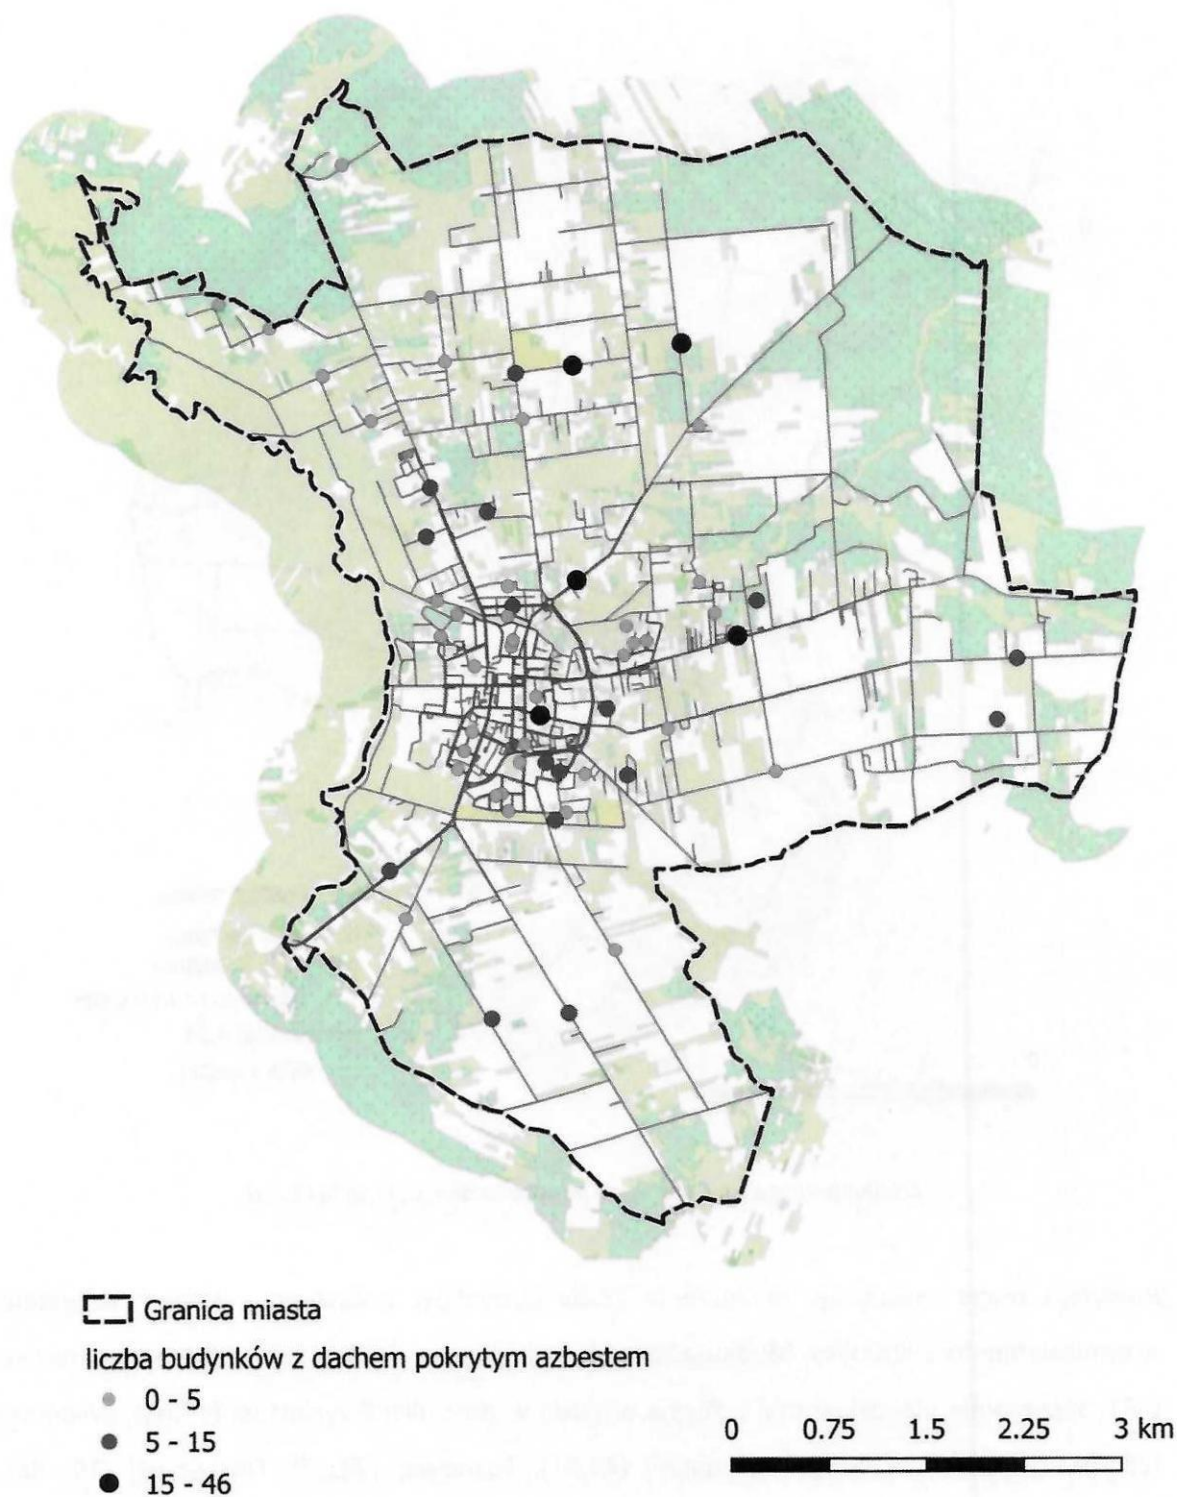 Granica miasta
liczba budynków z dachem pokrytym azbestem
0 - 5
5 - 15
15 - 46
0 0.75 1.5 2.25 3 km